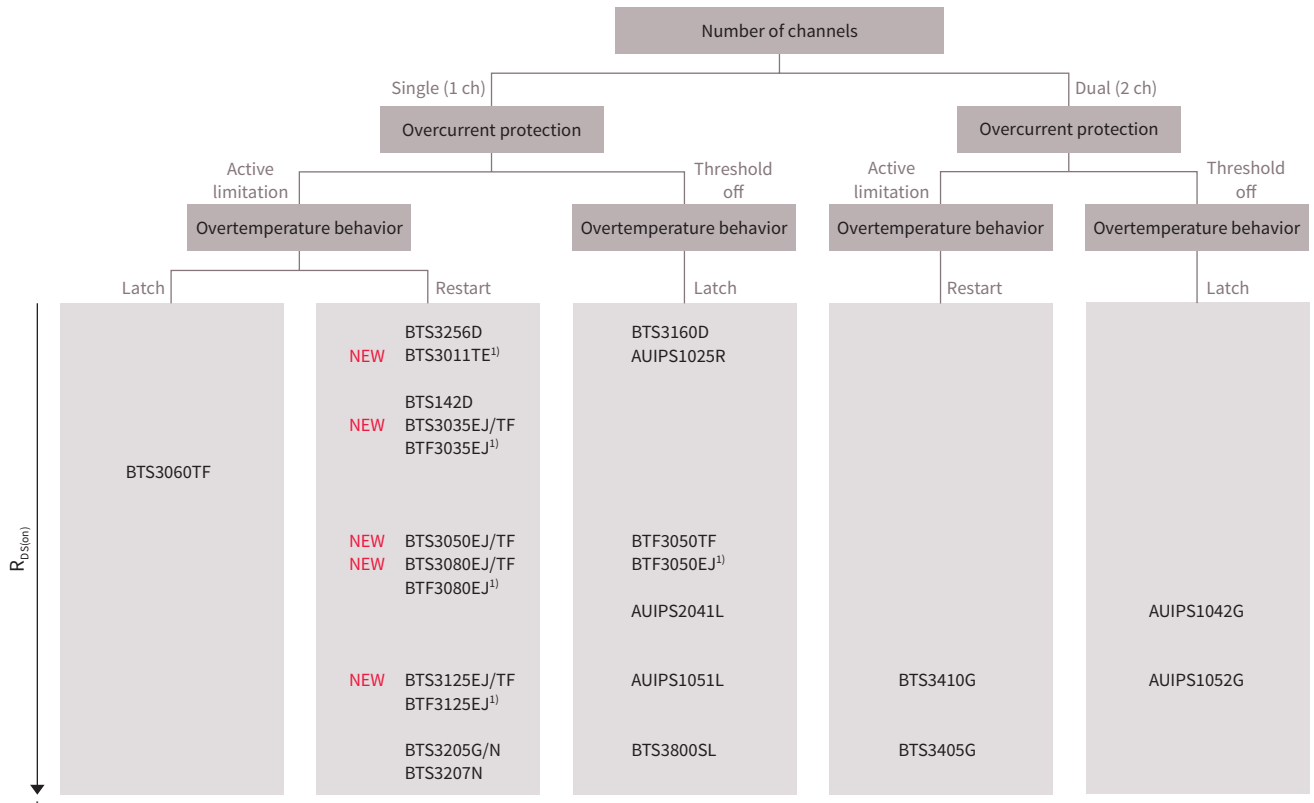 Number of channels
Single (1 ch)
Dual (2 ch)
Overcurrent protection
Overcurrent protection
Active
limitation
Threshold
off
Active
limitation
Threshold
off
Overtemperature behavior
Overtemperature behavior
Overtemperature behavior
Overtemperature behavior
Latch
Restart
Latch
Restart
Latch
R_DS(on)
BTS3060TF
BTS3256D
NEW BTS3011TE¹⁾
BTS142D
NEW BTS3035EJ/TF
BTF3035EJ¹⁾
NEW BTS3050EJ/TF
NEW BTS3080EJ/TF
BTF3080EJ¹⁾
NEW BTS3125EJ/TF
BTF3125EJ¹⁾
BTS3205G/N
BTS3207N
BTS3160D
AUIPS1025R
BTF3050TF
BTF3050EJ¹⁾
AUIPS2041L
AUIPS1051L
BTS3800SL
BTS3410G
BTS3405G
AUIPS1042G
AUIPS1052G